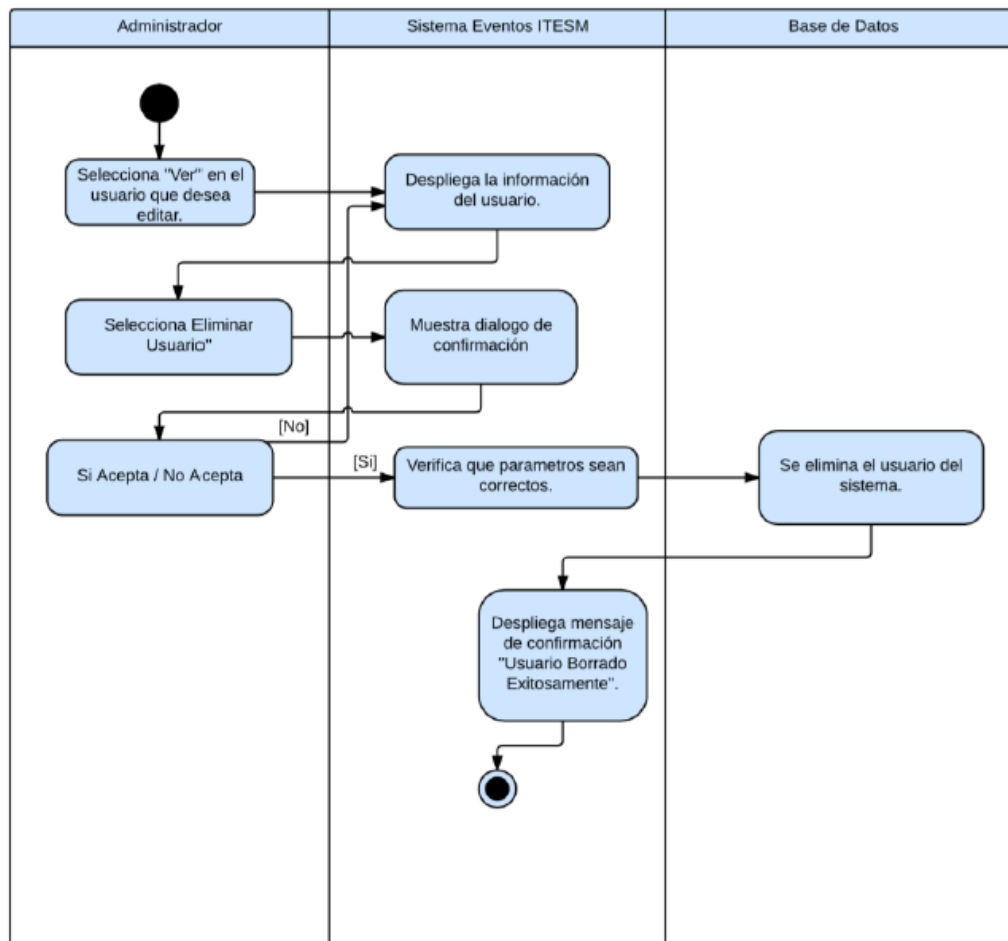 Administrador
Sistema Eventos ITESM
Base de Datos
Selecciona "Ver" en el
usuario que desea
editar.
Despliega la información
del usuario.
Selecciona Eliminar
Usuario"
Muestra dialogo de
confirmación
[No]
Si Acepta / No Acepta
[Si]
Verifica que parametros sean
correctos.
Se elimina el usuario del
sistema.
Despliega mensaje
de confirmación
"Usuario Borrado
Exitosamente".